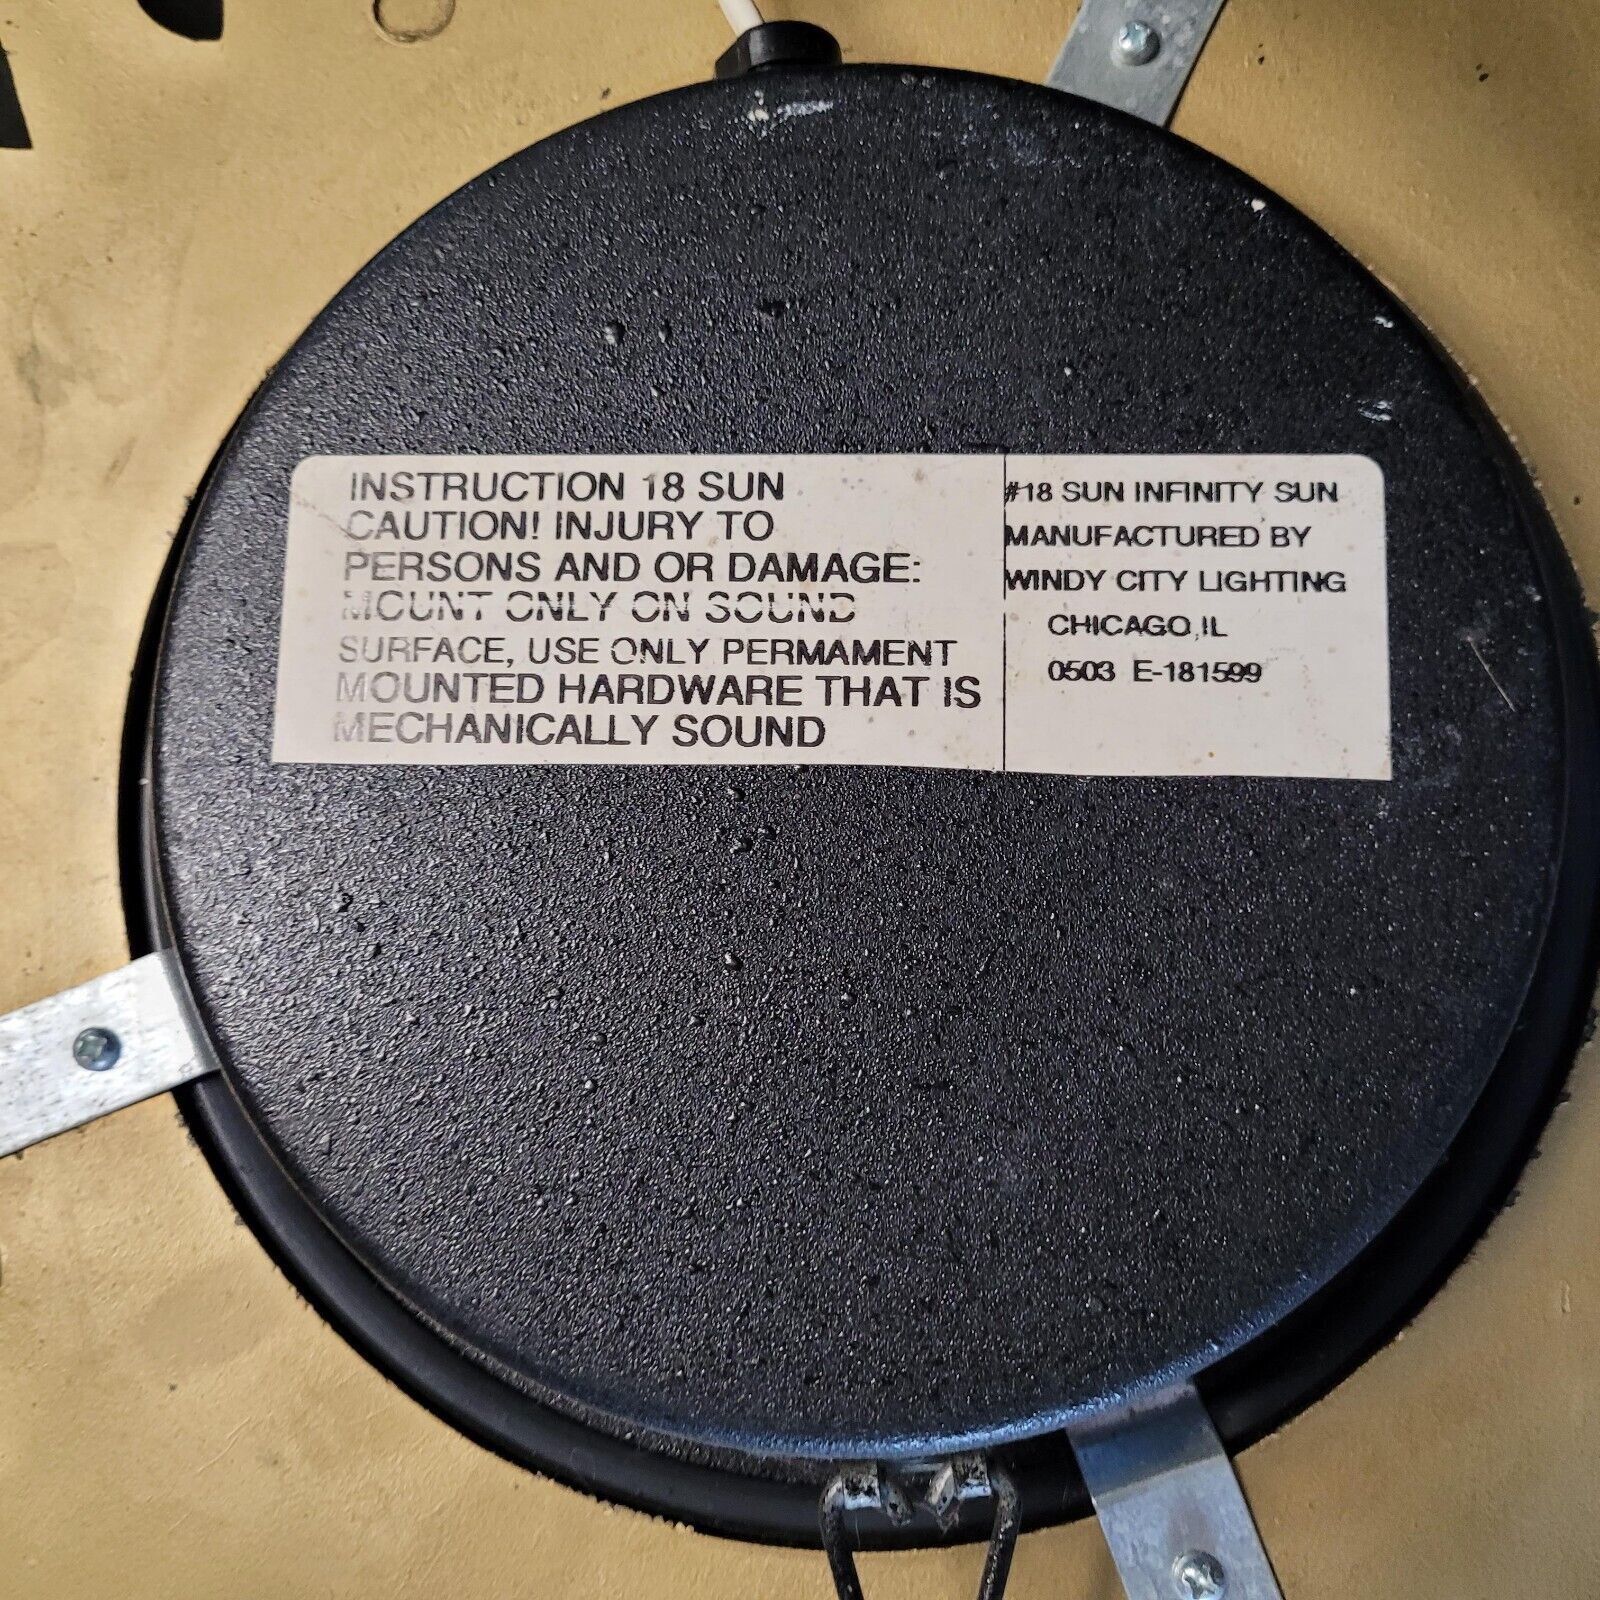 INSTRUCTION 18 SUN
CAUTION! INJURY TO
PERSONS AND OR DAMAGE:
MOUNT ONLY ON SOUND
SURFACE, USE ONLY PERMAMENT
MOUNTED HARDWARE THAT IS
MECHANICALLY SOUND
#18 SUN INFINITY SUN
MANUFACTURED BY
WINDY CITY LIGHTING
CHICAGO,IL
0503 E-181599